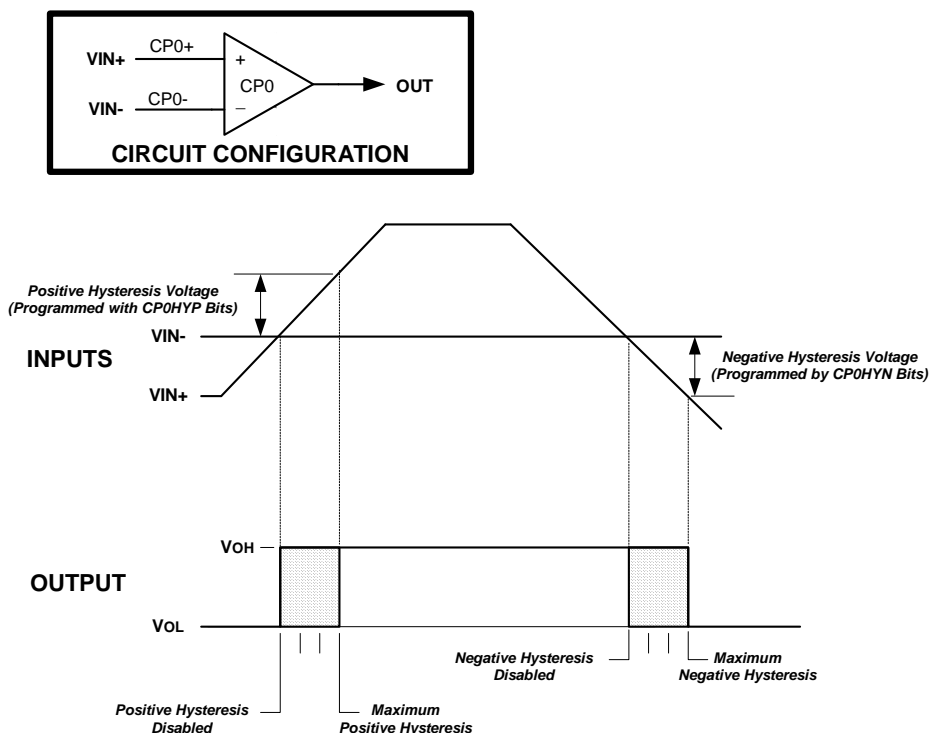 VIN+
CP0+
+
CP0
OUT
VIN-
CP0-
–
CIRCUIT CONFIGURATION
Positive Hysteresis Voltage
(Programmed with CP0HYP Bits)
VIN-
INPUTS
VIN+
Negative Hysteresis Voltage
(Programmed by CP0HYN Bits)
VOH
OUTPUT
VOL
Negative Hysteresis
Disabled
Maximum
Negative Hysteresis
Positive Hysteresis
Disabled
Maximum
Positive Hysteresis